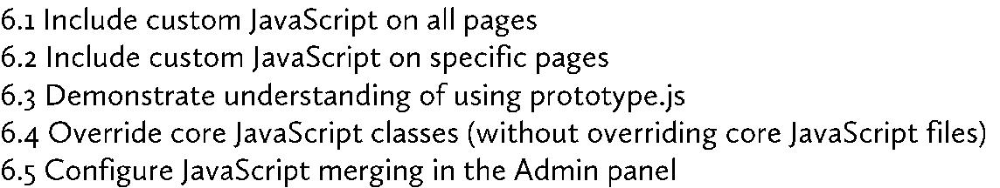 6.1 Include custom JavaScript on all pages
6.2 Include custom JavaScript on specific pages
6.3 Demonstrate understanding of using prototype.js
6.4 Override core JavaScript classes (without overriding core JavaScript files)
6.5 Configure JavaScript merging in the Admin panel